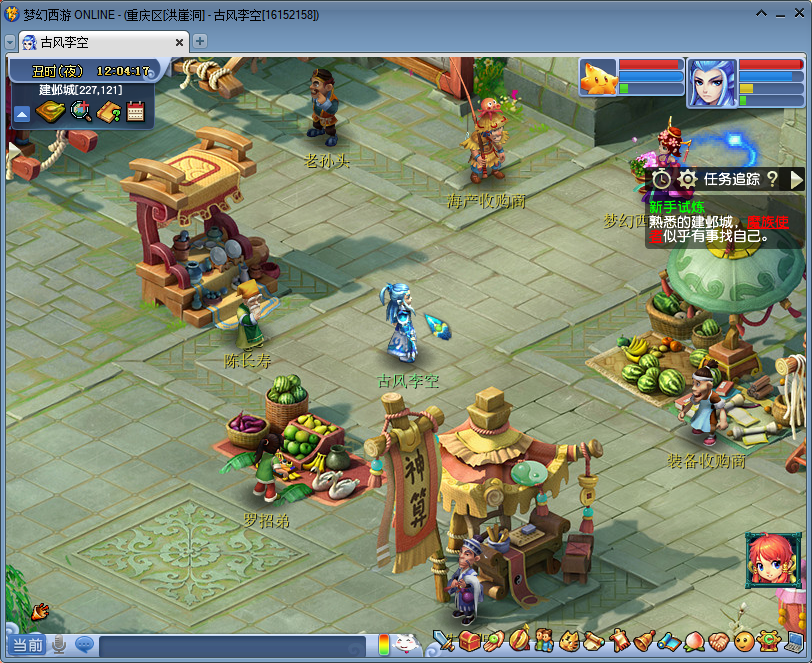 梦幻西游 ONLINE - (重庆区[洪崖洞] - 古风李空[16152158])
古风李空
丑时(夜) 12:04:17
建邺城[227,121]
老孙头
海产收购商
任务追踪 ?
新手试炼
熟悉的建邺城,
似乎有事找自己。
梦幻西
陈长寿
古风李空
装备收购商
罗招弟
神算
当前